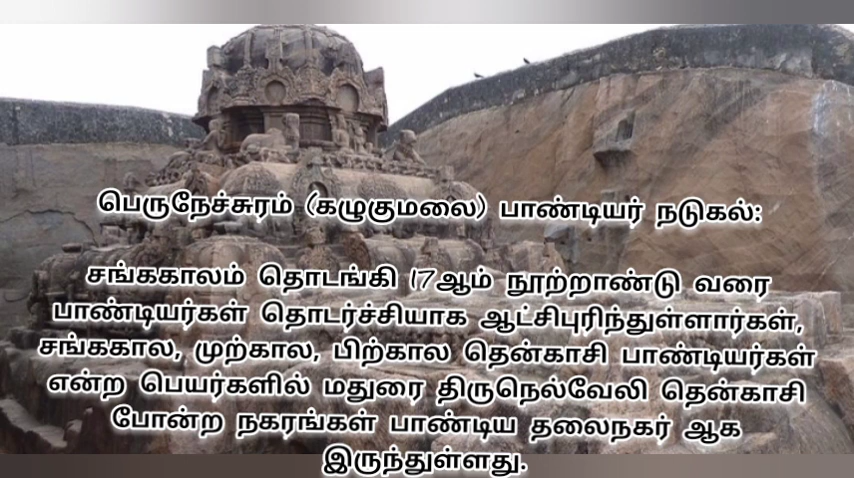 பெருநேச்சுரம் (கழுகுமலை) பாண்டியர் நடுகல்:
சங்ககாலம் தொடங்கி 17ஆம் நூற்றாண்டு வரை
பாண்டியர்கள் தொடர்ச்சியாக ஆட்சிபுரிந்துள்ளார்கள்,
சங்ககால, முற்கால, பிற்கால தென்காசி பாண்டியர்கள்
என்ற பெயர்களில் மதுரை திருநெல்வேலி தென்காசி
போன்ற நகரங்கள் பாண்டிய தலைநகர் ஆக
இருந்துள்ளது.